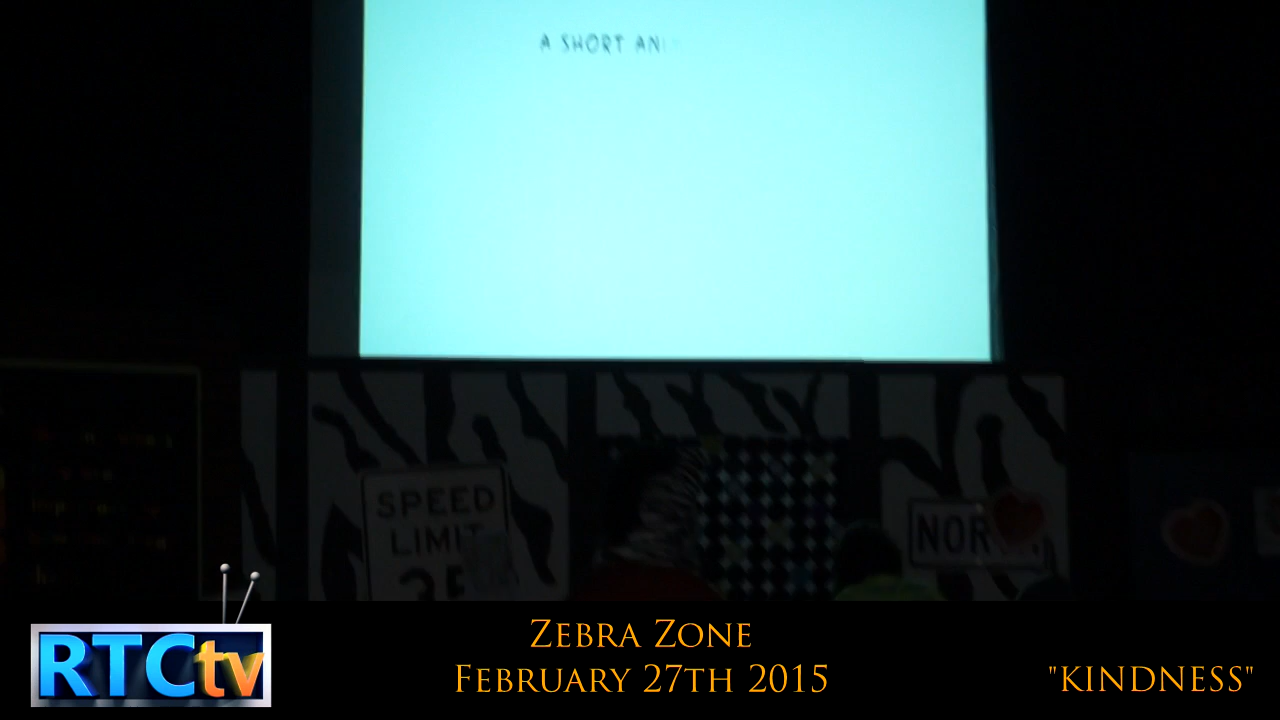 A SHORT AN
SPEED
LIMIT
NOR
RTCtv
ZEBRA ZONE
FEBRUARY 27TH 2015
"KINDNESS"